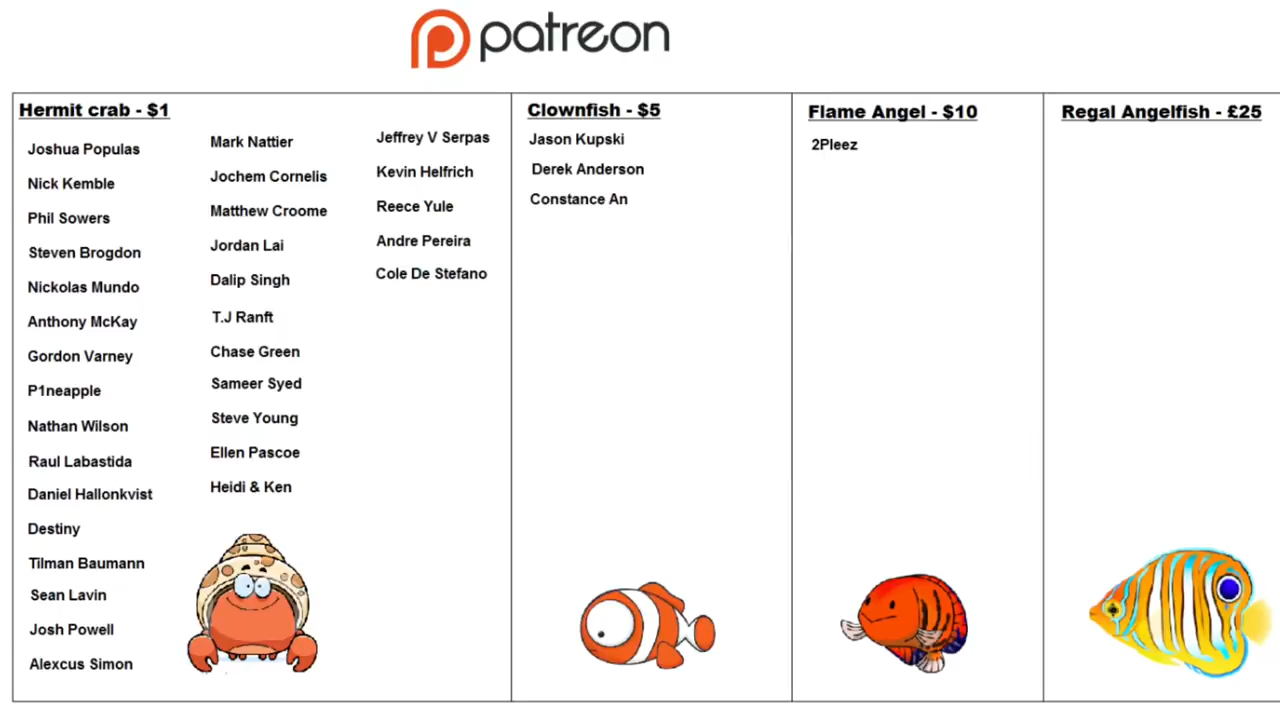 patreon
Hermit crab - $1
Joshua Populas
Nick Kemble
Phil Sowers
Steven Brogdon
Nickolas Mundo
Anthony McKay
Gordon Varney
P1neapple
Nathan Wilson
Raul Labastida
Daniel Hallonkvist
Destiny
Tilman Baumann
Sean Lavin
Josh Powell
Alexcus Simon
Mark Nattier
Jochem Cornelis
Matthew Croome
Jordan Lai
Dalip Singh
T.J Ranft
Chase Green
Sameer Syed
Steve Young
Ellen Pascoe
Heidi & Ken
Jeffrey V Serpas
Kevin Helfrich
Reece Yule
Andre Pereira
Cole De Stefano
Clownfish - $5
Jason Kupski
Derek Anderson
Constance An
Flame Angel - $10
2Pleez
Regal Angelfish - £25